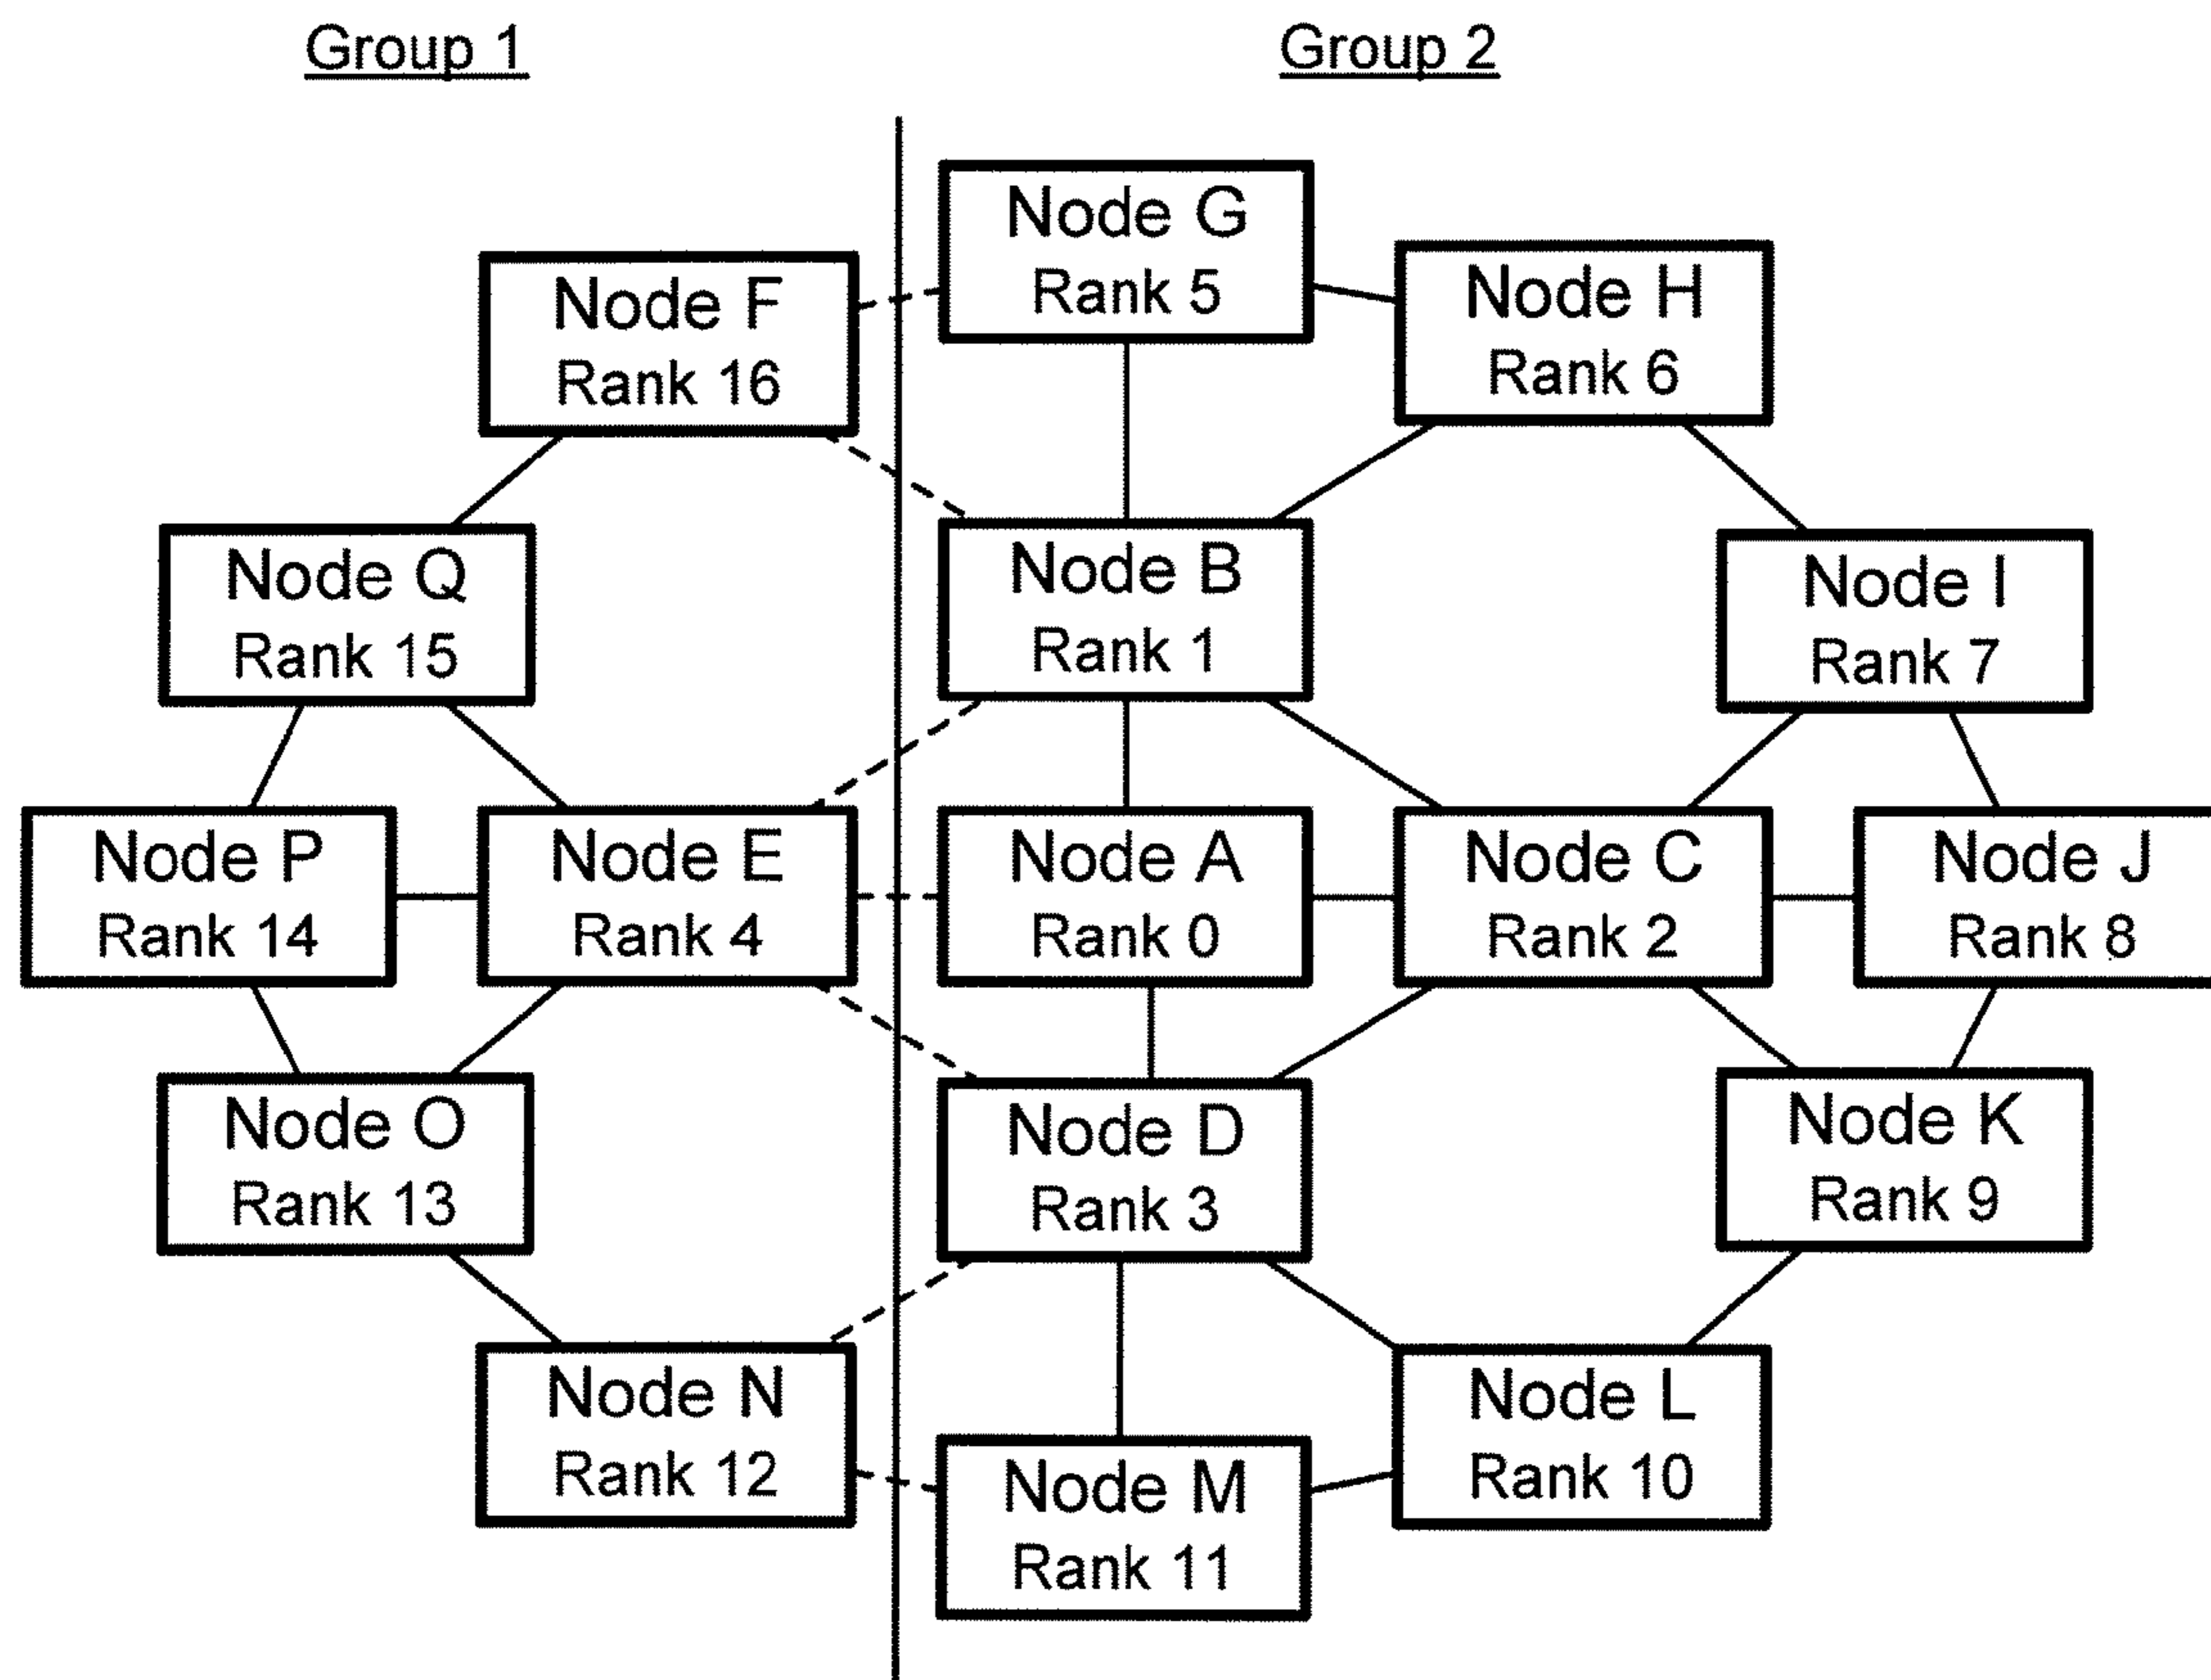 Group 1
Group 2
Node G
Rank 5
Node H
Rank 6
Node F
Rank 16
Node B
Rank 1
Node I
Rank 7
Node Q
Rank 15
Node P
Rank 14
Node E
Rank 4
Node A
Rank 0
Node C
Rank 2
Node J
Rank 8
Node O
Rank 13
Node D
Rank 3
Node K
Rank 9
Node N
Rank 12
Node L
Rank 10
Node M
Rank 11